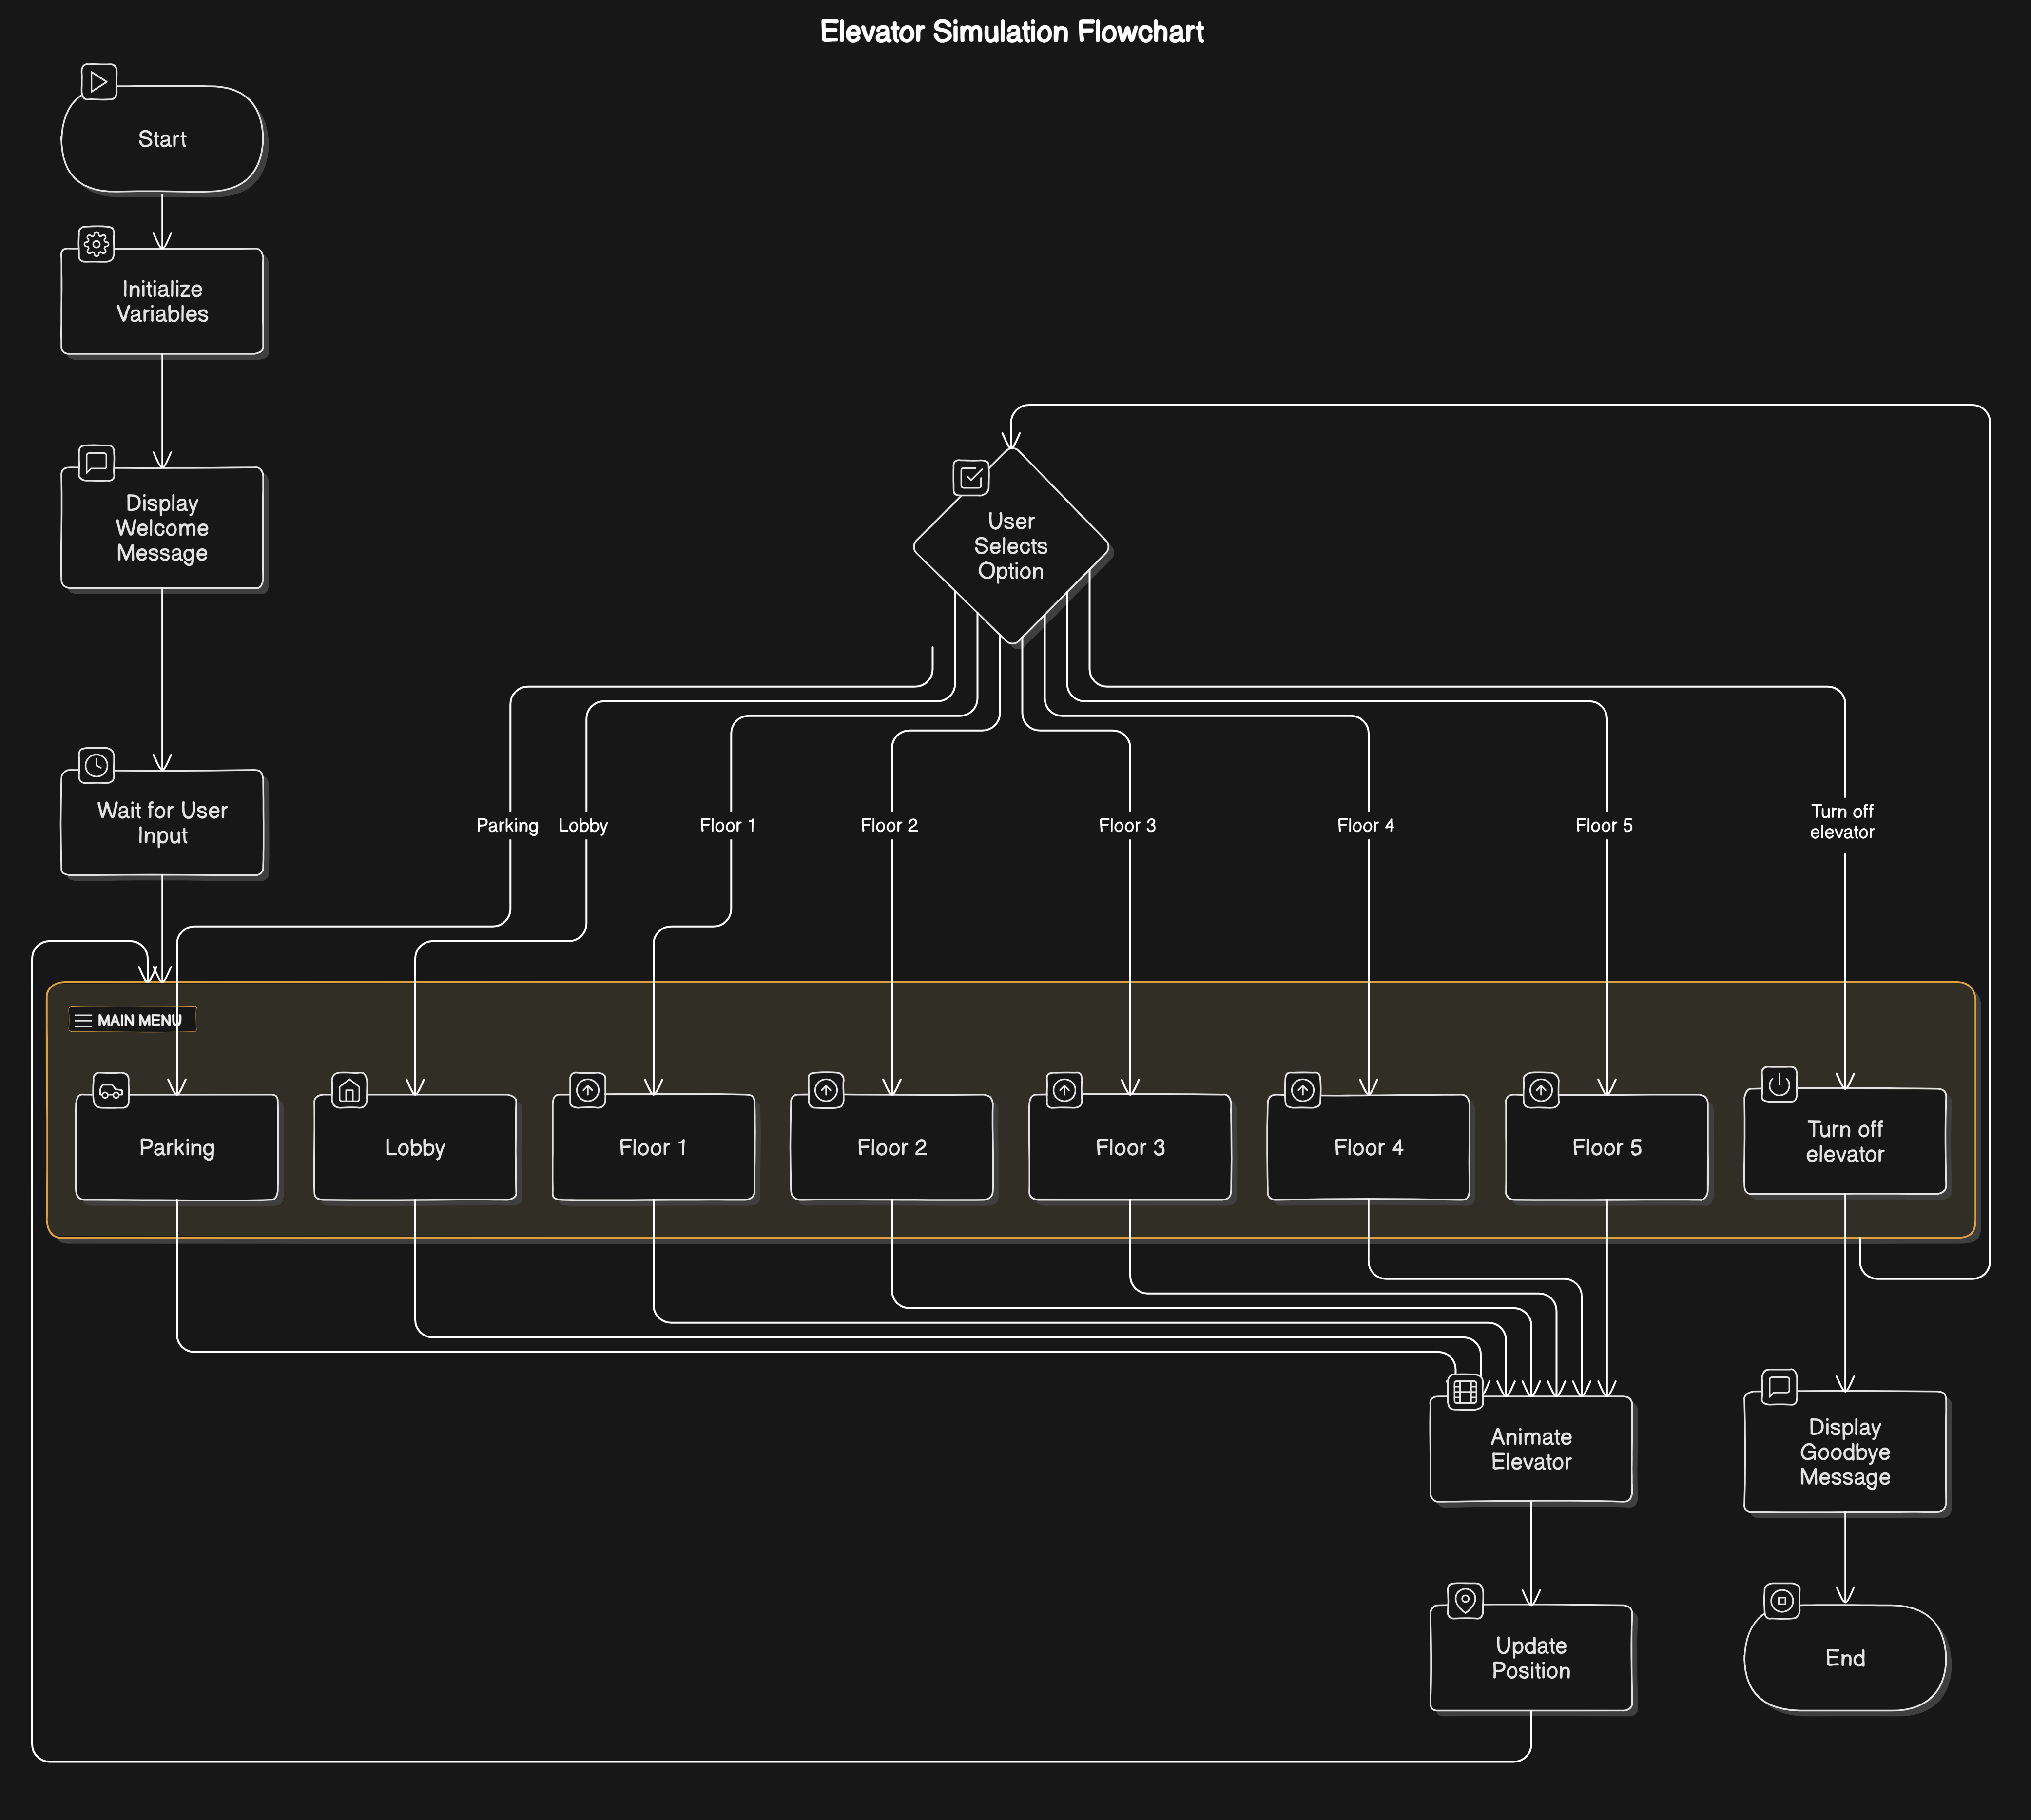 Elevator Simulation Flowchart
Start
Initialize
Variables
Display
Welcome
Message
User
Selects
Option
Wait for User
Input
Parking
Lobby
Floor 1
Floor 2
Floor 3
Floor 4
Floor 5
Turn off
elevator
MAIN MENU
Parking
Lobby
Floor 1
Floor 2
Floor 3
Floor 4
Floor 5
Turn off
elevator
Animate
Elevator
Display
Goodbye
Message
Update
Position
End